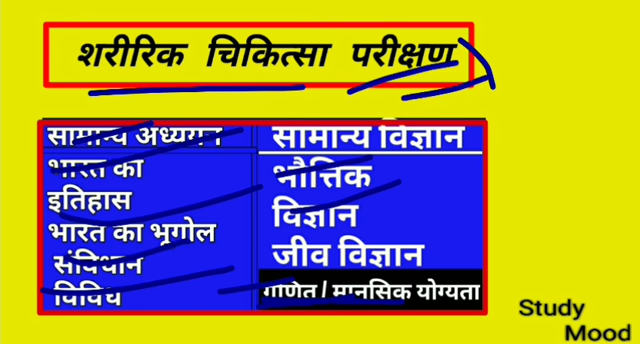 शरीरिक चिकित्सा परीक्षण
सामान्य अध्ययन
भारत का
इतिहास
भारत का भूगोल
संविधान
विविध
सामान्य विज्ञान
भौत्तिक
विज्ञान
जीव विज्ञान
गणित / मानसिक योग्यता
Study
Mood